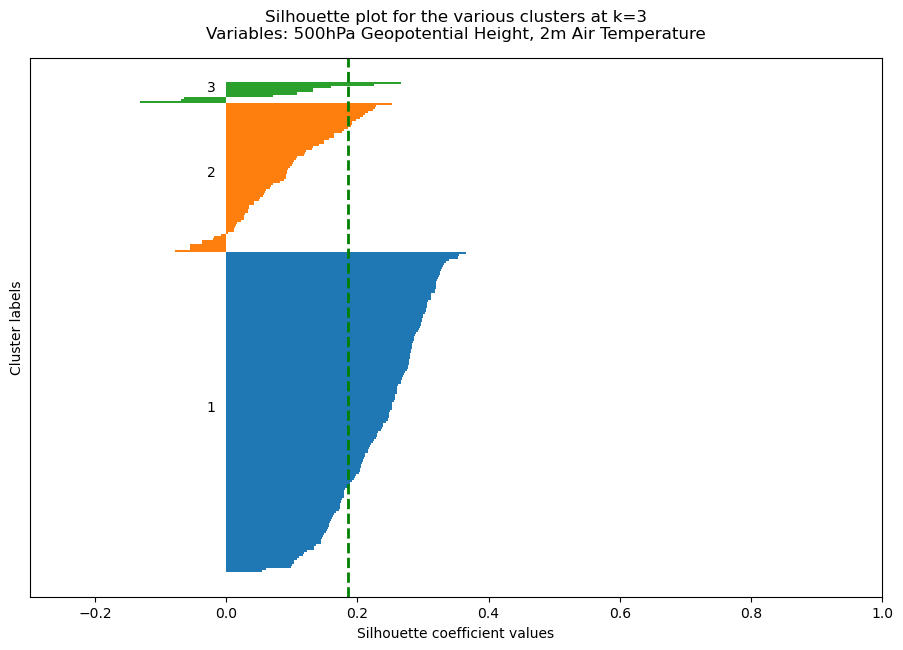 Silhouette plot for the various clusters at k=3
Variables: 500hPa Geopotential Height, 2m Air Temperature
3
2
1
Cluster labels
−0.2
0.0
0.2
0.4
0.6
0.8
1.0
Silhouette coefficient values